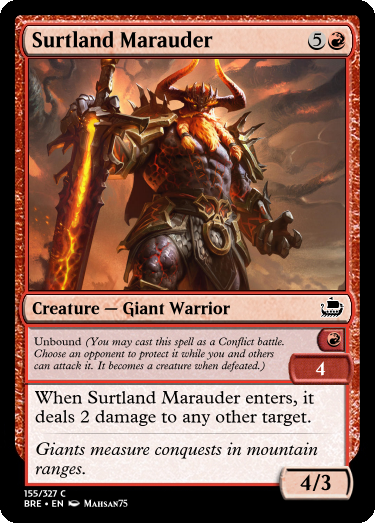 Surtland Marauder 5
Creature — Giant Warrior
Unbound (You may cast this spell as a Conflict battle.
Choose an opponent to protect it while you and others
can attack it. It becomes a creature when defeated.)
4
When Surtland Marauder enters, it
deals 2 damage to any other target.
Giants measure conquests in mountain
ranges.
4/3
155/327 C
BRE • EN Mahsan75